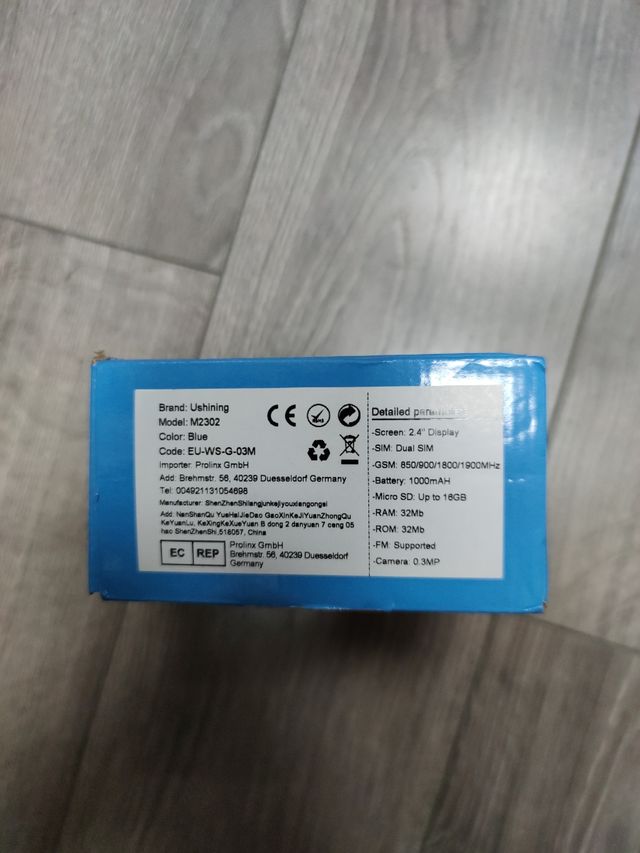 Brand: Ushining
Model: M2302
Color: Blue
Code: EU-WS-G-03M
Importer: Prolinx GmbH
Add: Brehmstr. 56, 40239 Duesseldorf Germany
Tel: 004921131054698
Manufacturer: ShenZhenShilangjunkejiyouxiangongsi
Add: NanShanQu YueHaiJieDao GaoXinKeJiYuanZhongQu
KeYuanLu, KeXingKeXueYuan B dong 2 danyuan 7 ceng 05
hao ShenZhenShi,516057, China
EC REP
Prolinx GmbH
Brehmstr. 56, 40239 Duesseldorf
Germany
CE
Detailed
-Screen: 2.4" Display
-SIM: Dual SIM
-GSM: 850/900/1800/1900MHz
-Battery: 1000mAH
-Micro SD: Up to 16GB
-RAM: 32Mb
-ROM: 32Mb
-FM: Supported
-Camera: 0.3MP